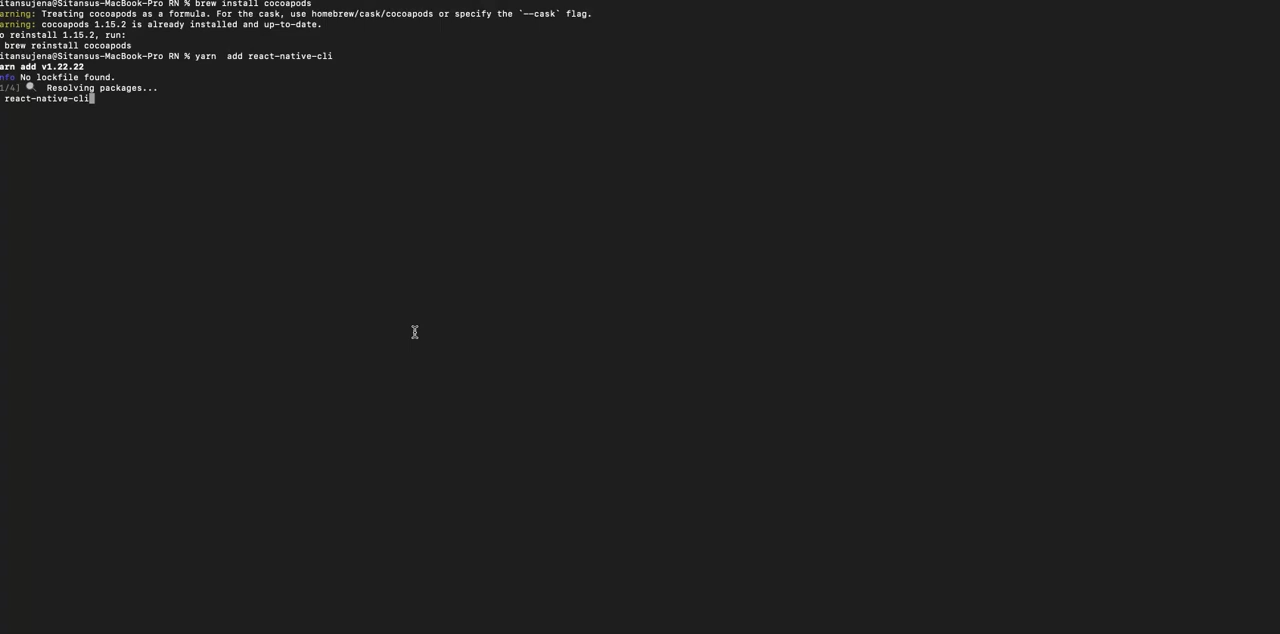 itansujena@Sitansus-MacBook-Pro RN % brew install cocoapods
arning: Treating cocoapods as a formula. For the cask, use homebrew/cask/cocoapods or specify the `--cask` flag.
arning: cocoapods 1.15.2 is already installed and up-to-date.
o reinstall 1.15.2, run:
brew reinstall cocoapods
itansujena@Sitansus-MacBook-Pro RN % yarn  add react-native-cli
arn add v1.22.22
nfo No lockfile found.
1/4] 🔍  Resolving packages...
react-native-cli